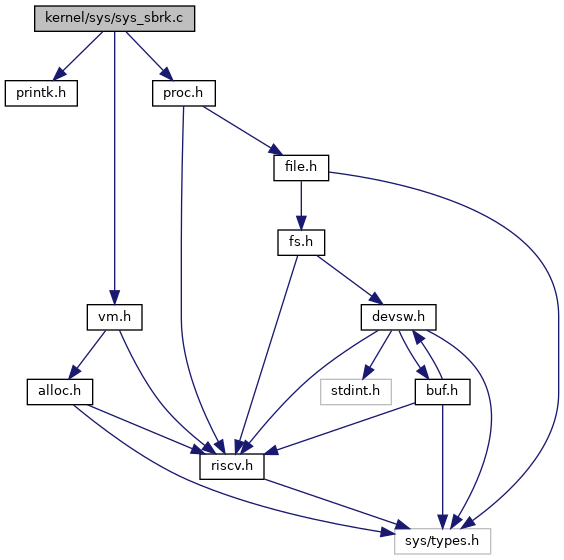 kernel/sys/sys_sbrk.c
printk.h
proc.h
file.h
fs.h
vm.h
devsw.h
alloc.h
stdint.h
buf.h
riscv.h
sys/types.h